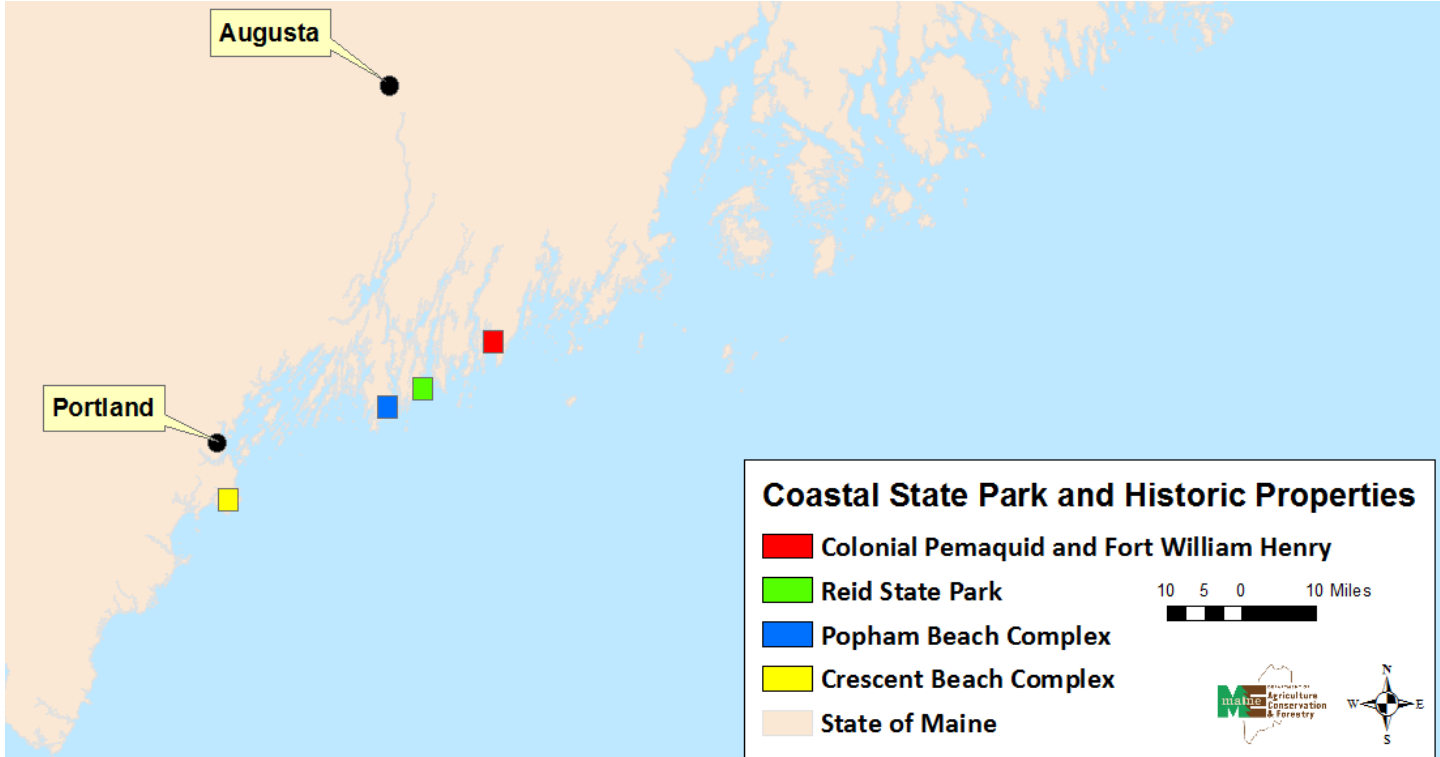 Augusta
Portland
Coastal State Park and Historic Properties
Colonial Pemaquid and Fort William Henry
Reid State Park
10 5 0 10 Miles
Popham Beach Complex
Crescent Beach Complex
State of Maine
maine
Agriculture
Conservation
& Forestry
N
W E
S